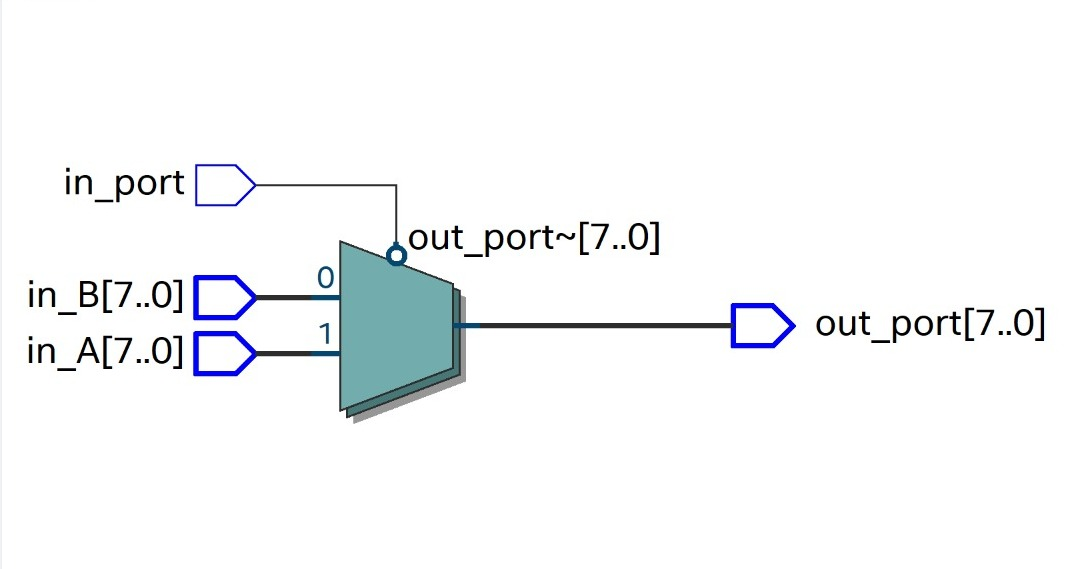 in_port
out_port~[7..0]
in_B[7..0]
0
in_A[7..0]
1
out_port[7..0]